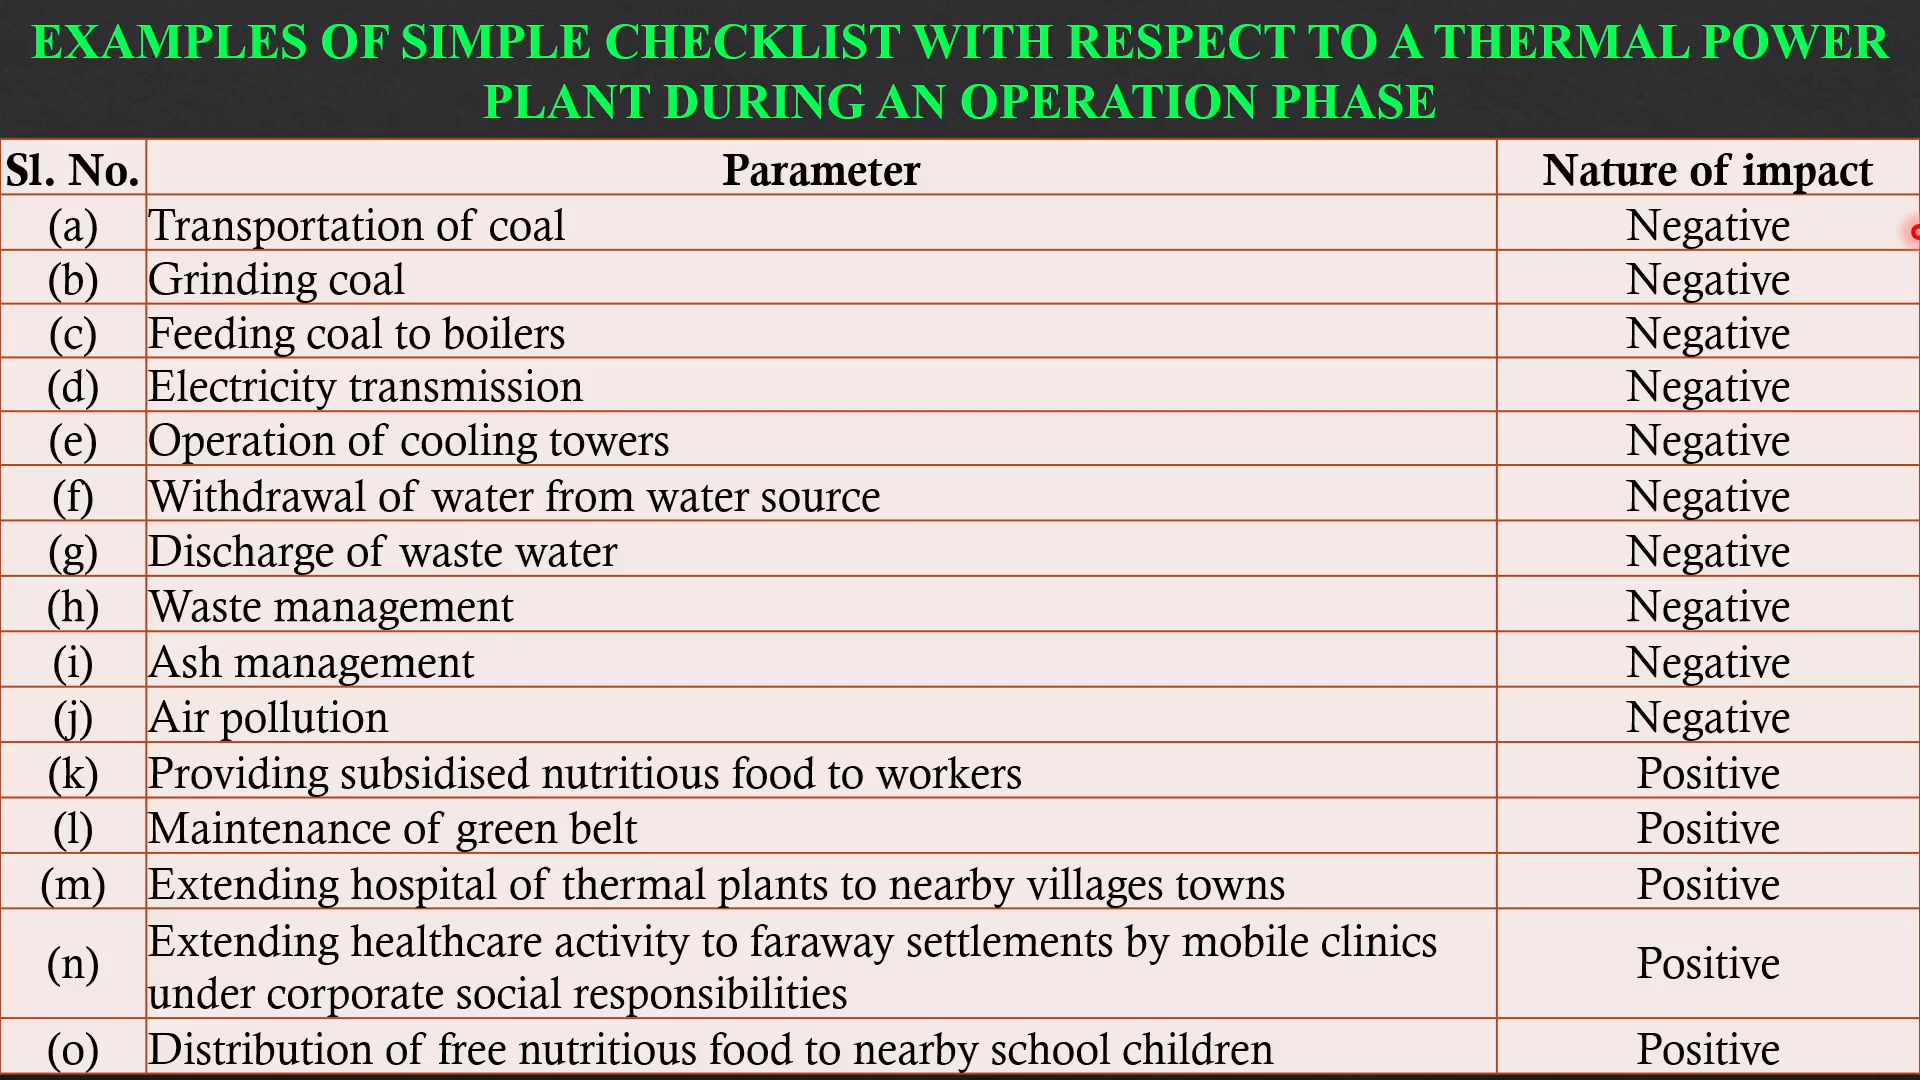 EXAMPLES OF SIMPLE CHECKLIST WITH RESPECT TO A THERMAL POWER
PLANT DURING AN OPERATION PHASE
Sl. No. Parameter Nature of impact
(a) Transportation of coal Negative
(b) Grinding coal Negative
(c) Feeding coal to boilers Negative
(d) Electricity transmission Negative
(e) Operation of cooling towers Negative
(f) Withdrawal of water from water source Negative
(g) Discharge of waste water Negative
(h) Waste management Negative
(i) Ash management Negative
(j) Air pollution Negative
(k) Providing subsidised nutritious food to workers Positive
(l) Maintenance of green belt Positive
(m) Extending hospital of thermal plants to nearby villages towns Positive
(n) Extending healthcare activity to faraway settlements by mobile clinics
under corporate social responsibilities Positive
(o) Distribution of free nutritious food to nearby school children Positive